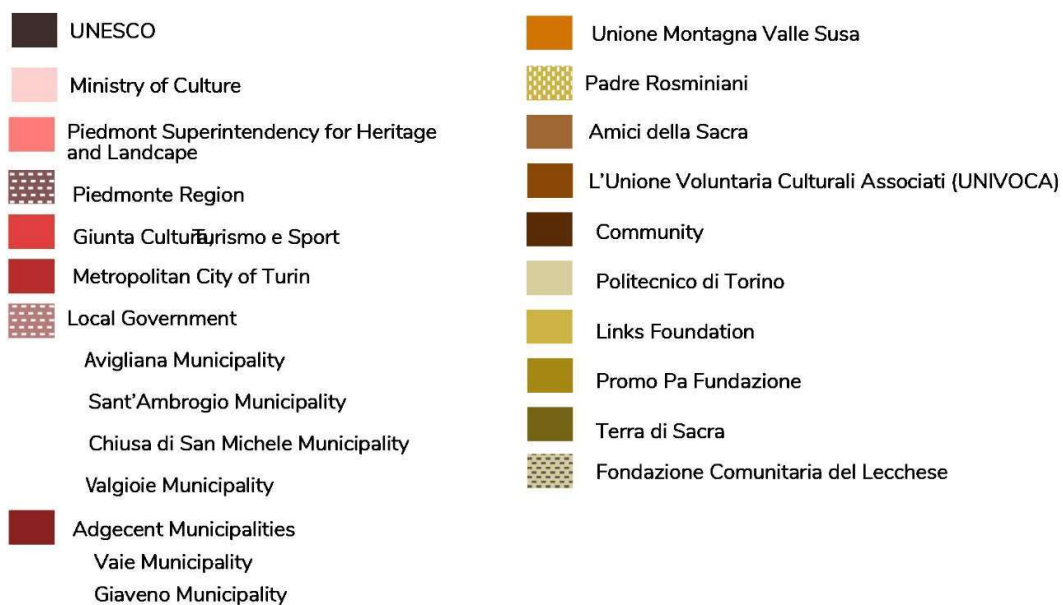 UNESCO
Ministry of Culture
Piedmont Superintendency for Heritage
and Landcape
Piedmonte Region
Giunta Cultura, Turismo e Sport
Metropolitan City of Turin
Local Government
Avigliana Municipality
Sant'Ambrogio Municipality
Chiusa di San Michele Municipality
Valgioie Municipality
Adgecent Municipalities
Vaie Municipality
Giaveno Municipality
Unione Montagna Valle Susa
Padre Rosminiani
Amici della Sacra
L'Unione Voluntaria Culturali Associati (UNIVOCA)
Community
Politecnico di Torino
Links Foundation
Promo Pa Fundazione
Terra di Sacra
Fondazione Comunitaria del Lecchese